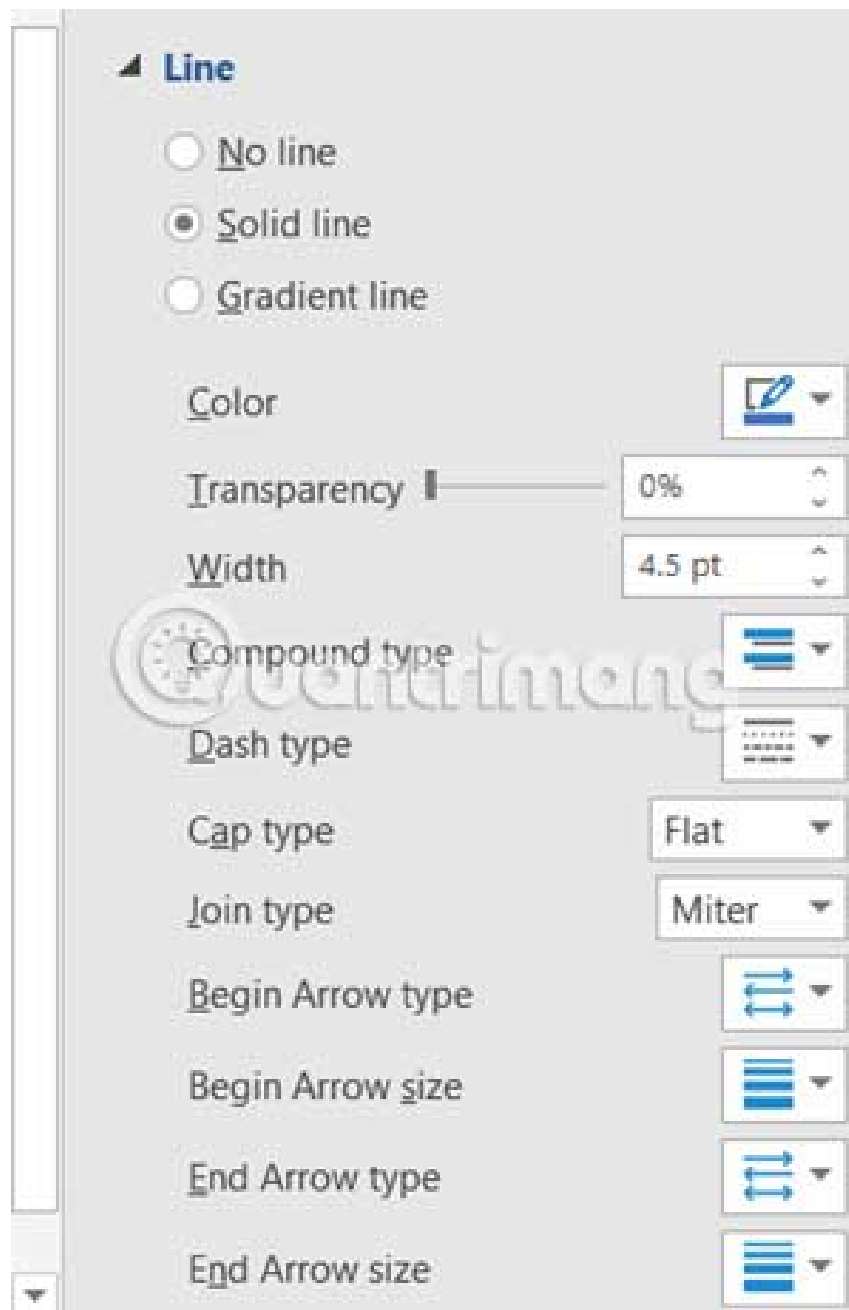 Line
No line
Solid line
Gradient line
Color
Transparency 0%
Width 4.5 pt
Compound type
Quantrimang
Dash type
Cap type Flat
Join type Miter
Begin Arrow type
Begin Arrow size
End Arrow type
End Arrow size